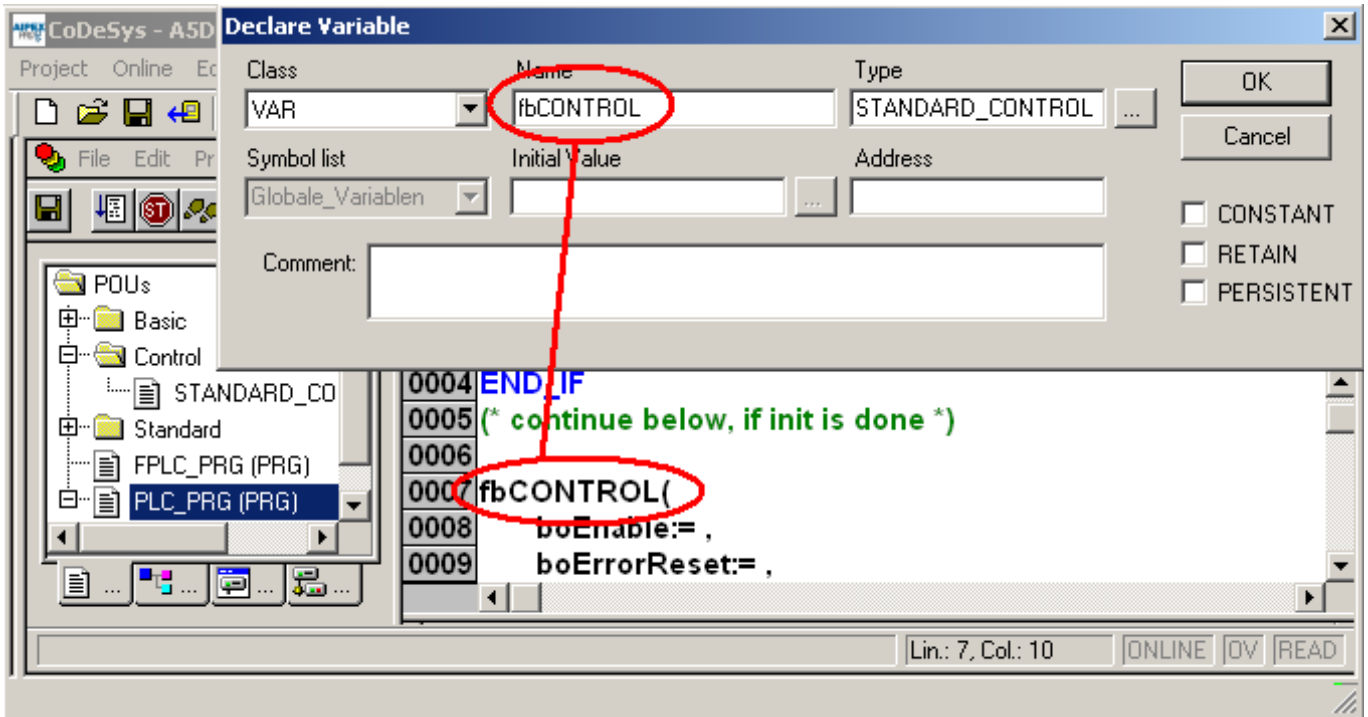 AIPEX
CoDeSys - A5D
Declare Variable
Project Online Ed
Class
Name
Type
VAR
fbCONTROL
STANDARD_CONTROL
...
OK
Cancel
File Edit Pr
Symbol list
Initial Value
Address
Globale_Variablen
...
ST
CONSTANT
RETAIN
PERSISTENT
Comment:
POUs
Basic
Control
STANDARD_CO
Standard
FPLC_PRG (PRG)
PLC_PRG (PRG)
... ... ... ...
0004 END_IF
0005 (* continue below, if init is done *)
0006
0007 fbCONTROL(
0008 boEnable:= ,
0009 boErrorReset:= ,
Lin.: 7, Col.: 10 ONLINE OV READ